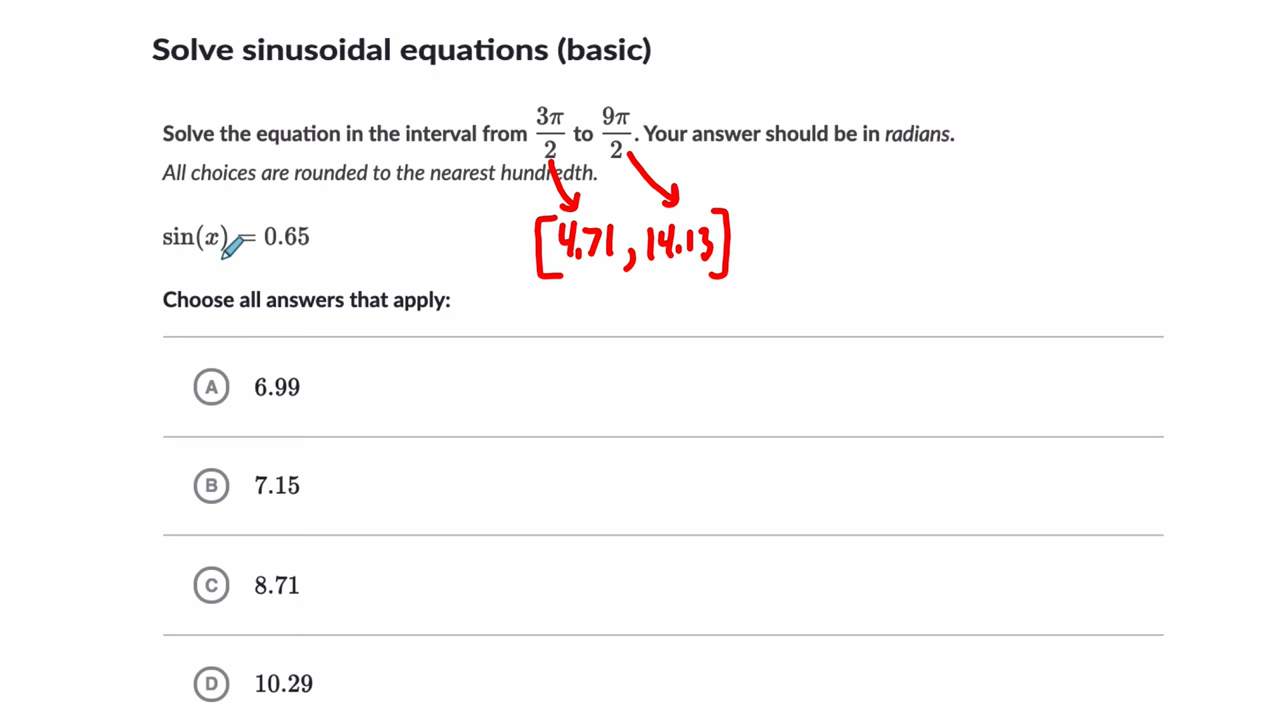 Solve sinusoidal equations (basic)
Solve the equation in the interval from 3π/2 to 9π/2. Your answer should be in radians.
All choices are rounded to the nearest hundredth.
sin(x) = 0.65
[4.71, 14.13]
Choose all answers that apply:
A 6.99
B 7.15
C 8.71
D 10.29